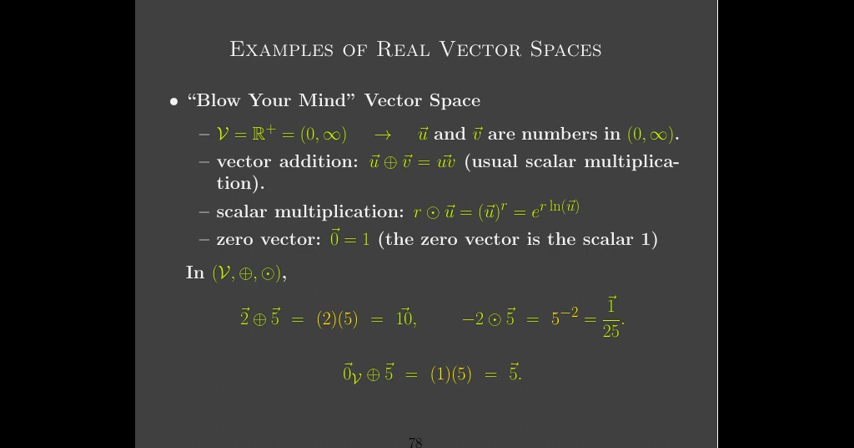 Examples of Real Vector Spaces
• “Blow Your Mind” Vector Space
– 𝒱 = ℝ⁺ = (0, ∞) → u⃗ and v⃗ are numbers in (0, ∞).
– vector addition: u⃗ ⊕ v⃗ = u⃗v (usual scalar multiplica-
tion).
– scalar multiplication: r ⊙ u⃗ = (u⃗)ʳ = e^{r ln(u⃗)}
– zero vector: 0⃗ = 1 (the zero vector is the scalar 1)
In (𝒱, ⊕, ⊙),
2⃗ ⊕ 5⃗ = (2)(5) = 1⃗0, −2 ⊙ 5⃗ = 5⁻² = 1⃗/25.
0⃗_𝒱 ⊕ 5⃗ = (1)(5) = 5⃗.
78